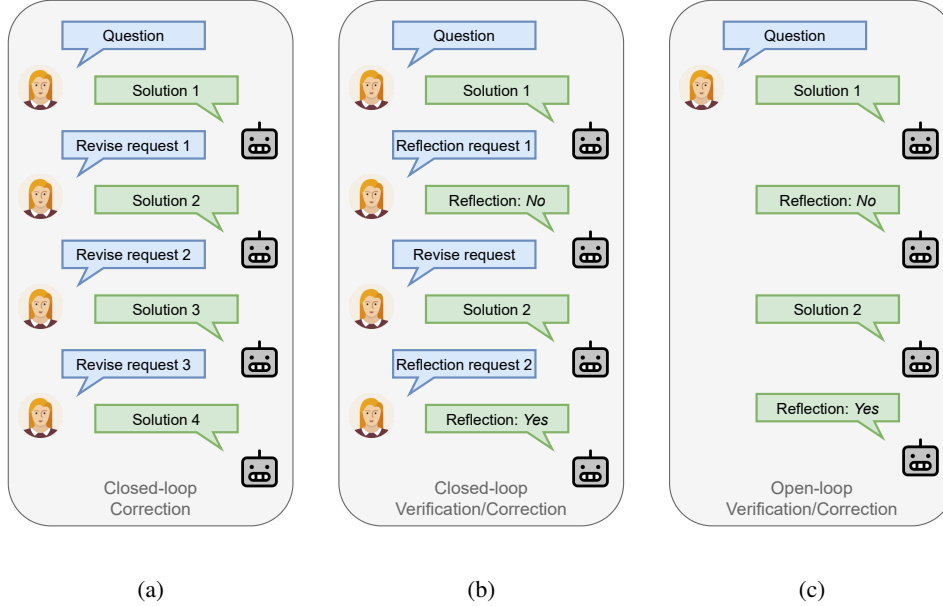 Question
Solution 1
Revise request 1
Solution 2
Revise request 2
Solution 3
Revise request 3
Solution 4
Closed-loop
Correction
(a)
Question
Solution 1
Reflection request 1
Reflection: No
Revise request
Solution 2
Reflection request 2
Reflection: Yes
Closed-loop
Verification/Correction
(b)
Question
Solution 1
Reflection: No
Solution 2
Reflection: Yes
Open-loop
Verification/Correction
(c)